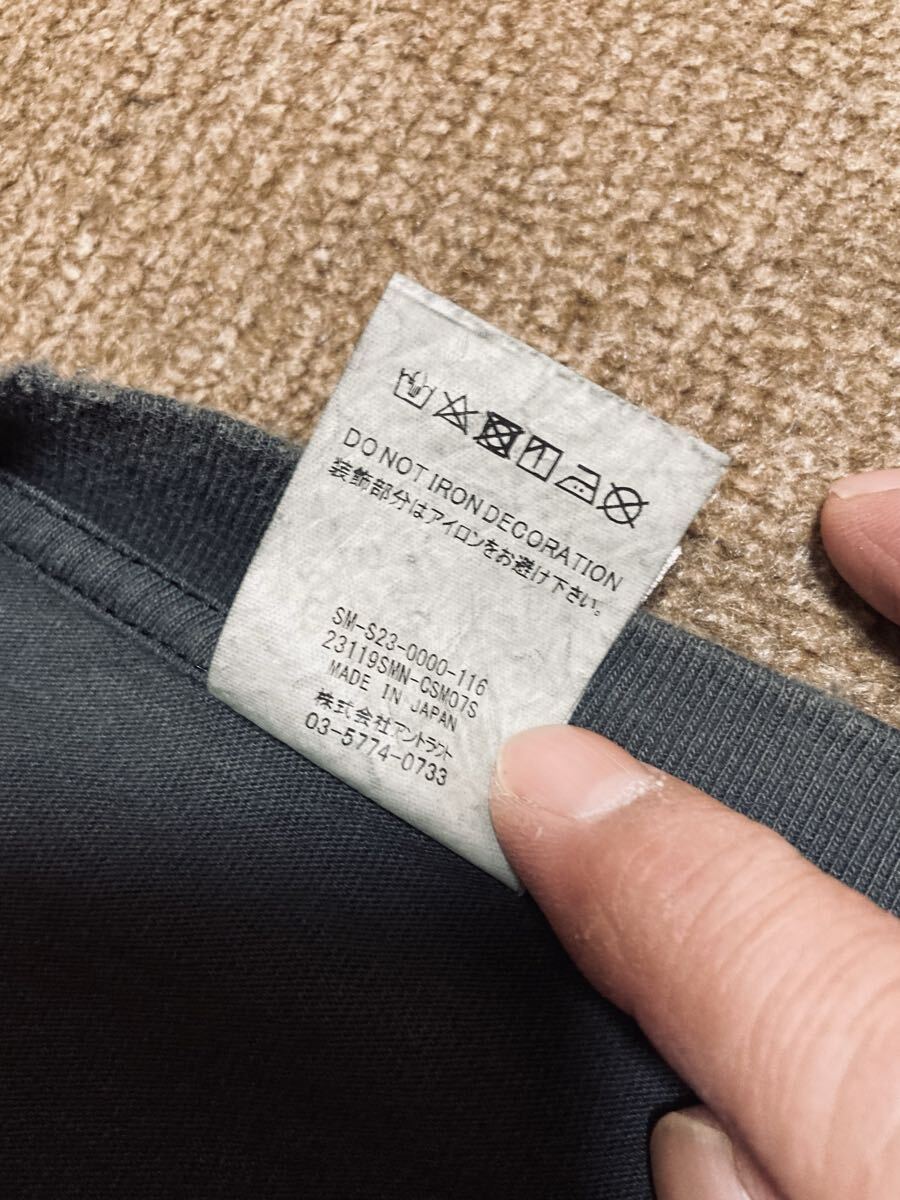 DO NOT IRON DECORATION
装飾部分はアイロンをお避け下さい。
SM-S23-0000-116
23119SMN-CSM07S
MADE IN JAPAN
株式会社アントラクト
03-5774-0733